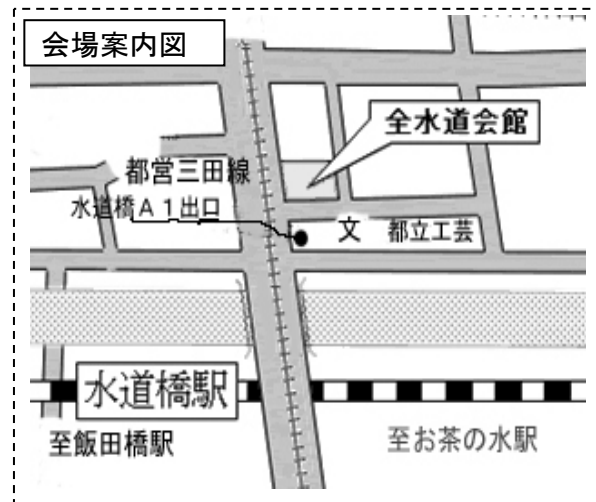 会場案内図
全水道会館
都営三田線
水道橋A1出口
文 都立工芸
水道橋駅
至飯田橋駅
至お茶の水駅